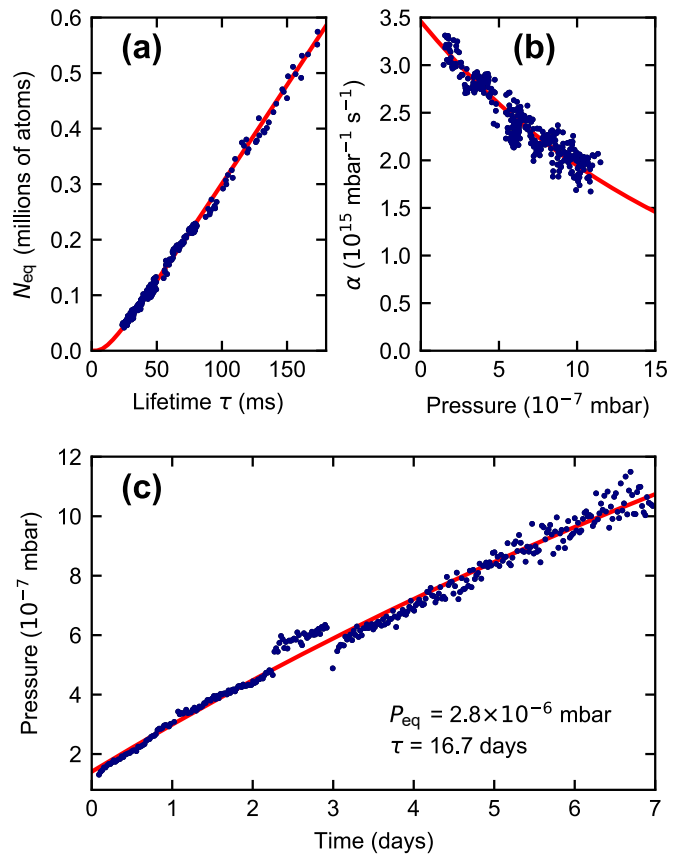 (a)
0.6
0.5
0.4
0.3
0.2
0.1
0.0
N_eq (millions of atoms)
0 50 100 150
Lifetime τ (ms)
(b)
3.5
3.0
2.5
2.0
1.5
1.0
0.5
0.0
α (10¹⁵ mbar⁻¹ s⁻¹)
0 5 10 15
Pressure (10⁻⁷ mbar)
(c)
12
10
8
6
4
2
Pressure (10⁻⁷ mbar)
P_eq = 2.8×10⁻⁶ mbar
τ = 16.7 days
0 1 2 3 4 5 6 7
Time (days)